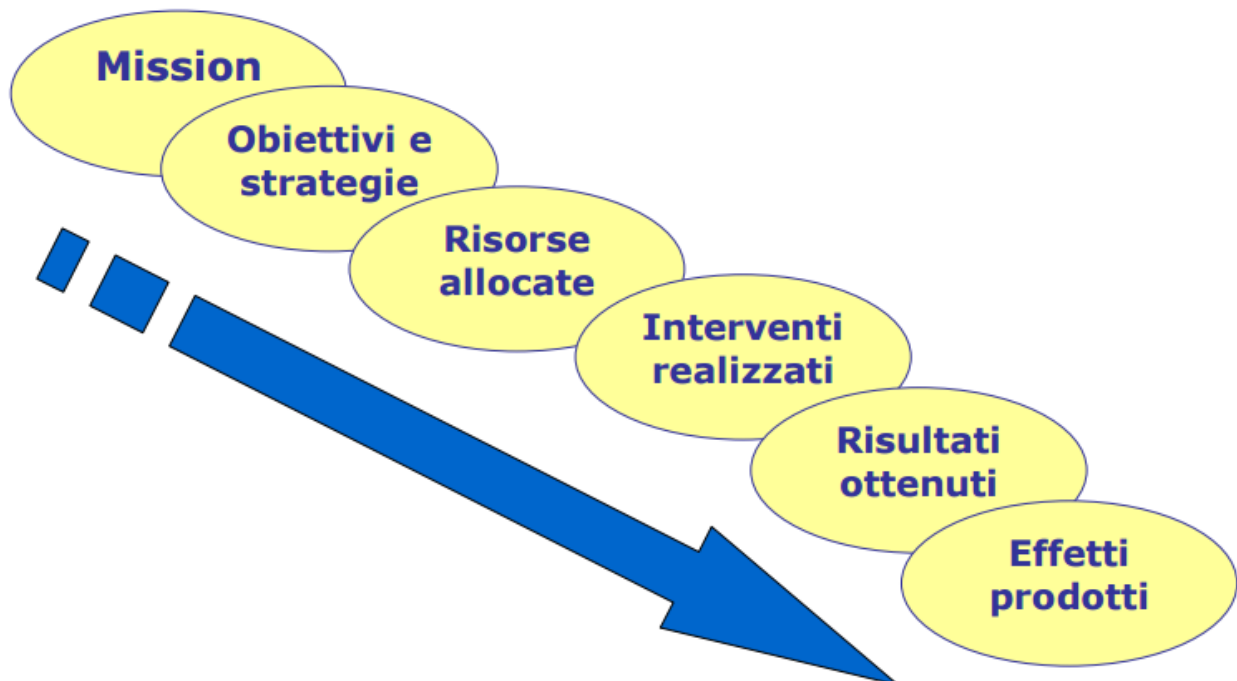 Mission
Obiettivi e
strategie
Risorse
allocate
Interventi
realizzati
Risultati
ottenuti
Effetti
prodotti